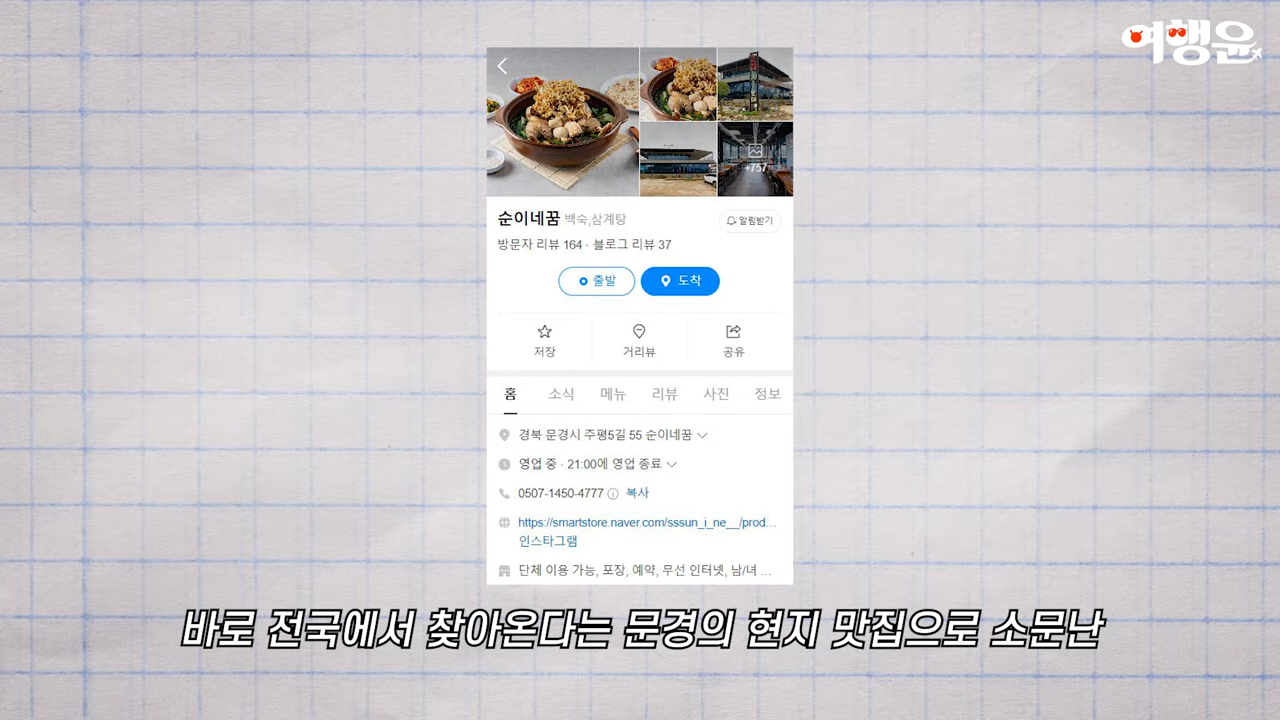 여행윤
+757
순이네꿈 백숙,삼계탕
알림받기
방문자 리뷰 164 · 블로그 리뷰 37
출발
도착
저장
거리뷰
공유
홈 소식 메뉴 리뷰 사진 정보
경북 문경시 주평5길 55 순이네꿈
영업 중 · 21:00에 영업 종료
0507-1450-4777 복사
https://smartstore.naver.com/sssun_i_ne__/prod...
인스타그램
단체 이용 가능, 포장, 예약, 무선 인터넷, 남/녀 ...
바로 전국에서 찾아온다는 문경의 현지 맛집으로 소문난